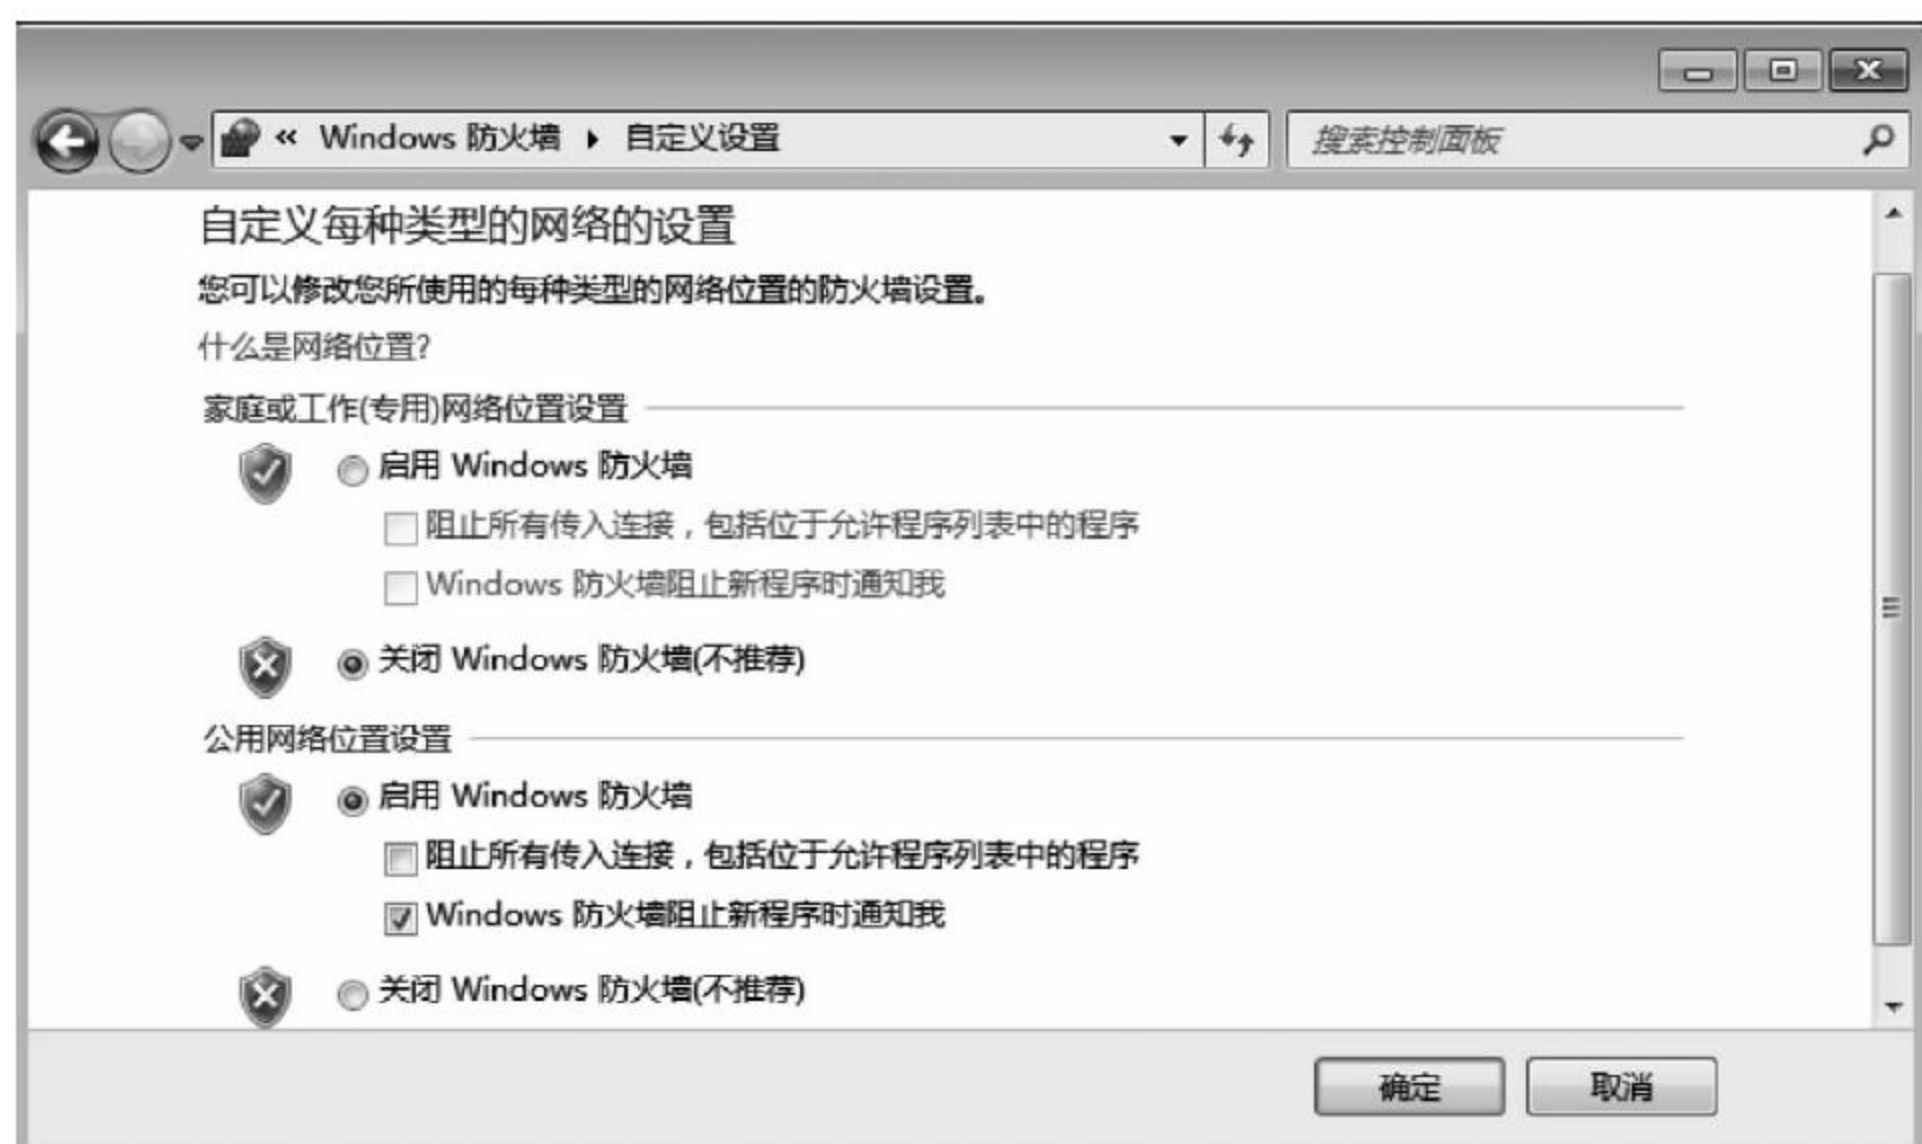 « Windows 防火墙 ▸ 自定义设置
搜索控制面板
自定义每种类型的网络的设置
您可以修改您所使用的每种类型的网络位置的防火墙设置。
什么是网络位置?
家庭或工作(专用)网络位置设置
启用 Windows 防火墙
阻止所有传入连接，包括位于允许程序列表中的程序
Windows 防火墙阻止新程序时通知我
关闭 Windows 防火墙(不推荐)
公用网络位置设置
启用 Windows 防火墙
阻止所有传入连接，包括位于允许程序列表中的程序
Windows 防火墙阻止新程序时通知我
关闭 Windows 防火墙(不推荐)
确定
取消